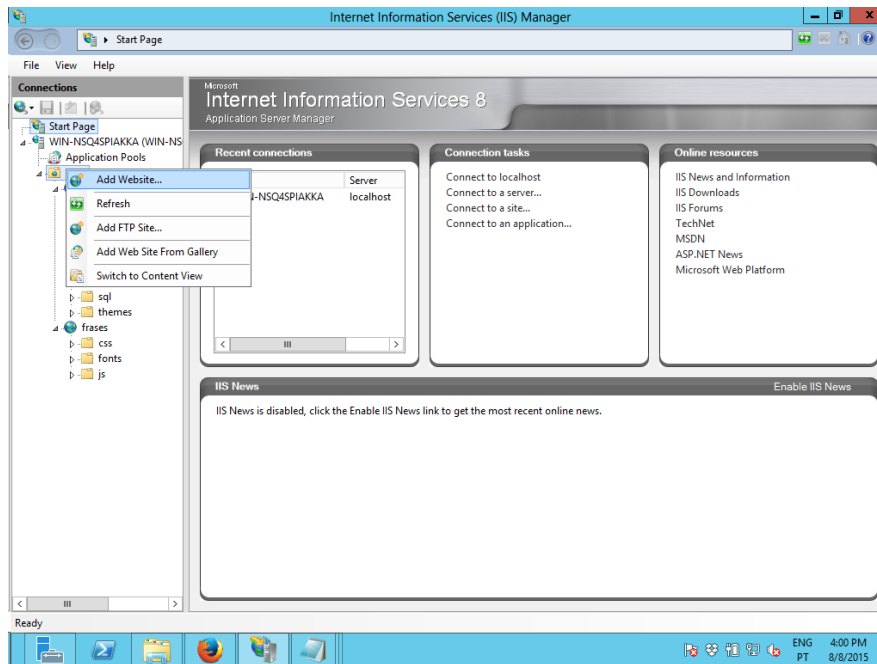 Internet Information Services (IIS) Manager
Start Page
File View Help
Connections
Start Page
WIN-NSQ4SPIAKKA (WIN-NS
Application Pools
Add Website...
Refresh
Add FTP Site...
Add Web Site From Gallery
Switch to Content View
sql
themes
frases
css
fonts
js
Microsoft
Internet Information Services 8
Application Server Manager
Recent connections
Server
-NSQ4SPIAKKA localhost
Connection tasks
Connect to localhost
Connect to a server...
Connect to a site...
Connect to an application...
Online resources
IIS News and Information
IIS Downloads
IIS Forums
TechNet
MSDN
ASP.NET News
Microsoft Web Platform
IIS News Enable IIS News
IIS News is disabled, click the Enable IIS News link to get the most recent online news.
Ready
ENG 4:00 PM
PT 8/8/2015